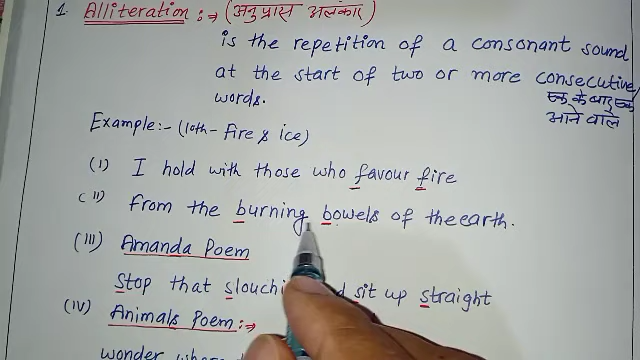 1 Alliteration :-> (अनुप्रास अलंकार)
is the repetition of a consonant sound
at the start of two or more consecutive/
words. एक के बाद एक
आने वाले
Example:- (10th - Fire & ice)
(I) I hold with those who favour fire
(II) from the burning bowels of the earth.
(III) Amanda Poem
Stop that slouchi d sit up straight
(IV) Animals Poem :->
wonder